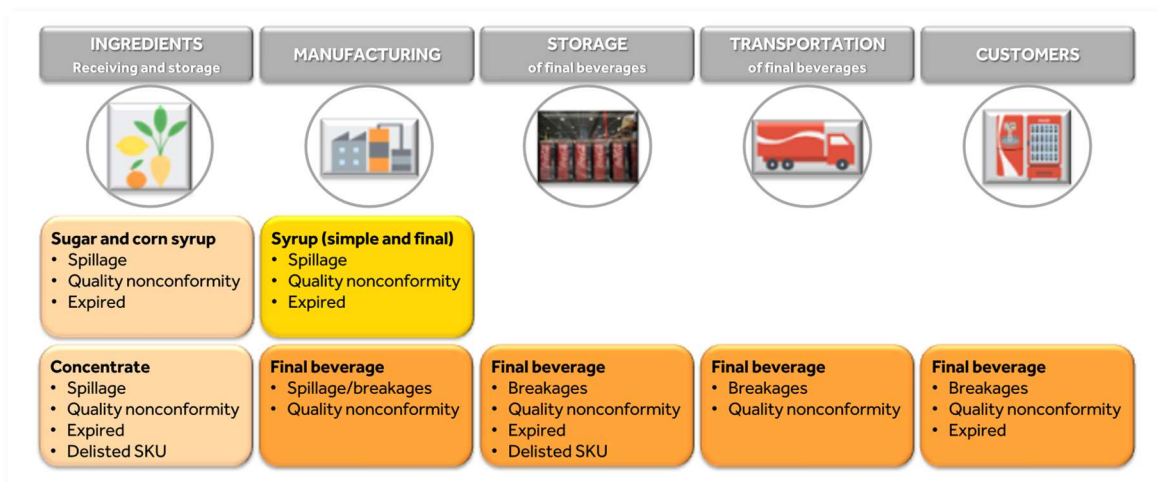 INGREDIENTS
Receiving and storage
MANUFACTURING
STORAGE
of final beverages
TRANSPORTATION
of final beverages
CUSTOMERS
Sugar and corn syrup
• Spillage
• Quality nonconformity
• Expired
Syrup (simple and final)
• Spillage
• Quality nonconformity
• Expired
Concentrate
• Spillage
• Quality nonconformity
• Expired
• Delisted SKU
Final beverage
• Spillage/breakages
• Quality nonconformity
Final beverage
• Breakages
• Quality nonconformity
• Expired
• Delisted SKU
Final beverage
• Breakages
• Quality nonconformity
Final beverage
• Breakages
• Quality nonconformity
• Expired